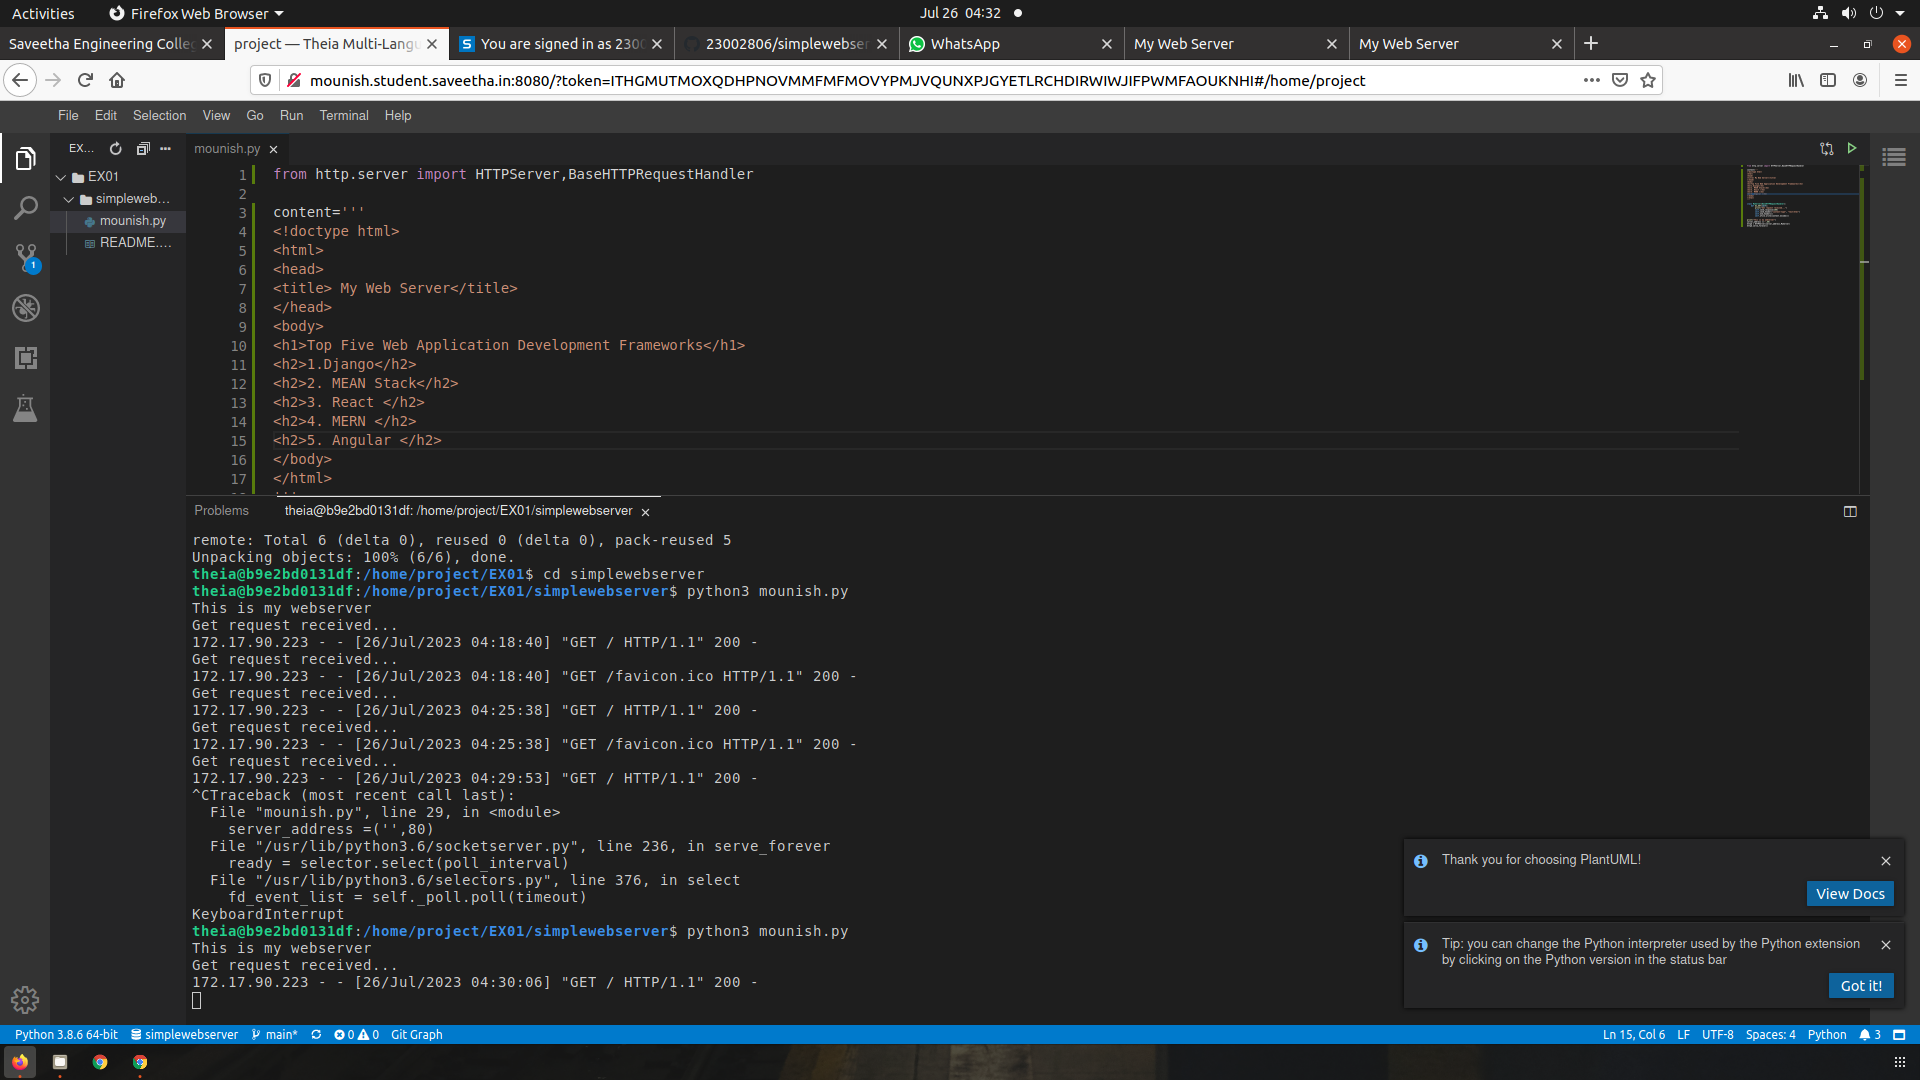 Activities
Firefox Web Browser
Jul 26 04:32
Saveetha Engineering Colle
project — Theia Multi-Langu
S You are signed in as 2300
23002806/simplewebser
WhatsApp
My Web Server
My Web Server
mounish.student.saveetha.in:8080/?token=ITHGMUTMOXQDHPNOVMMFMFMOVYPMJVQUNXPJGYETLRCHDIRWIWJIFPWMFAOUKNHI#/home/project
File Edit Selection View Go Run Terminal Help
EX...
mounish.py
EX01
simpleweb...
mounish.py
README....
1
1 from http.server import HTTPServer,BaseHTTPRequestHandler
2
3 content='''
4 <!doctype html>
5 <html>
6 <head>
7 <title> My Web Server</title>
8 </head>
9 <body>
10 <h1>Top Five Web Application Development Frameworks</h1>
11 <h2>1.Django</h2>
12 <h2>2. MEAN Stack</h2>
13 <h2>3. React </h2>
14 <h2>4. MERN </h2>
15 <h2>5. Angular </h2>
16 </body>
17 </html>
Problems
theia@b9e2bd0131df: /home/project/EX01/simplewebserver
remote: Total 6 (delta 0), reused 0 (delta 0), pack-reused 5
Unpacking objects: 100% (6/6), done.
theia@b9e2bd0131df:/home/project/EX01$ cd simplewebserver
theia@b9e2bd0131df:/home/project/EX01/simplewebserver$ python3 mounish.py
This is my webserver
Get request received...
172.17.90.223 - - [26/Jul/2023 04:18:40] "GET / HTTP/1.1" 200 -
Get request received...
172.17.90.223 - - [26/Jul/2023 04:18:40] "GET /favicon.ico HTTP/1.1" 200 -
Get request received...
172.17.90.223 - - [26/Jul/2023 04:25:38] "GET / HTTP/1.1" 200 -
Get request received...
172.17.90.223 - - [26/Jul/2023 04:25:38] "GET /favicon.ico HTTP/1.1" 200 -
Get request received...
172.17.90.223 - - [26/Jul/2023 04:29:53] "GET / HTTP/1.1" 200 -
^CTraceback (most recent call last):
File "mounish.py", line 29, in <module>
server_address =('',80)
File "/usr/lib/python3.6/socketserver.py", line 236, in serve_forever
ready = selector.select(poll_interval)
File "/usr/lib/python3.6/selectors.py", line 376, in select
fd_event_list = self._poll.poll(timeout)
KeyboardInterrupt
theia@b9e2bd0131df:/home/project/EX01/simplewebserver$ python3 mounish.py
This is my webserver
Get request received...
172.17.90.223 - - [26/Jul/2023 04:30:06] "GET / HTTP/1.1" 200 -
Thank you for choosing PlantUML!
View Docs
Tip: you can change the Python interpreter used by the Python extension
by clicking on the Python version in the status bar
Got it!
Python 3.8.6 64-bit simplewebserver main* 0 0 Git Graph
Ln 15, Col 6 LF UTF-8 Spaces: 4 Python 3